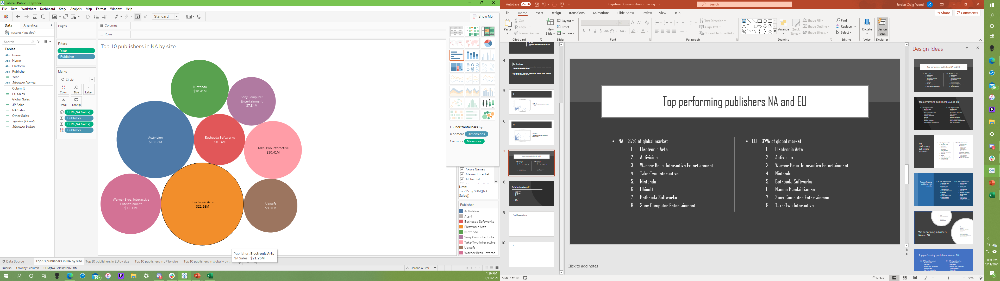 Tableau Public - Capstone3
File Data Worksheet Dashboard Story Analysis Map Format Window Help
Standard
Show Me
Data Analytics
vgsales (vgsales)
Search
Tables
Abc Genre
Abc Name
Abc Platform
Abc Publisher
# Year
Abc Measure Names
# Column1
# EU Sales
# Global Sales
# JP Sales
# NA Sales
# Other Sales
# vgsales (Count)
# Measure Values
Pages
Filters
Year
Publisher
Marks
Circle
Color Size Label
Detail Tooltip
SUM(NA Sales)
Publisher
SUM(NA Sales)
Publisher
Columns
Rows
Top 10 publishers in NA by size
Nintendo
$10.41M
Sony Computer
Entertainment
$7.34M
Activision
$18.62M
Bethesda Softworks
$8.14M
Take-Two Interactive
$10.41M
Warner Bros. Interactive
Entertainment
$11.39M
Electronic Arts
$21.26M
Ubisoft
$9.01M
Publisher: Electronic Arts
NA Sales: $21.26M
For horizontal bars try
0 or more Dimensions
1 or more Measures
Aksys Games
Alawar Entertai...
Alchemist
Limit
Top 15 by SUM([NA
Sales])
Publisher
Activision
Atari
Bethesda Softworks
Electronic Arts
Nintendo
Sony Computer Ente..
Take-Two Interactive
Ubisoft
Warner Bros. Interac..
Data Source
Top 10 publishers in NA by size
Top 10 publishers in EU by size
Top 10 publishers in JP by size
Top 10 publishers in globally by ...
9 marks 1 row by 1 column SUM(NA Sales): $96.58M
Jordan A Crai...
99+
2
1:36 PM
1/11/2021
AutoSave On
Capstone 3 Presentation - Saving...
Search
Jordan Craig-Wood JC
File Home Insert Design Transitions Animations Slide Show Review View Help
Share Comments
Paste
Cut
Copy
Format Painter
Clipboard
New
Slide
Layout
Reset
Section
Slides
40
Font
Text Direction
Align Text
Convert to SmartArt
Paragraph
Arrange
Quick
Styles
Shape Fill
Shape Outline
Shape Effects
Drawing
Find
Replace
Select
Editing
Dictate
Voice
Design
Ideas
Designer
4
Our Hypothesis
5
6
7
Top performing publishers NA and EU
8
Top Performing publishers JP
9
Final Suggestions
10
Top performing publishers NA and EU
• NA = 37% of global market
1. Electronic Arts
2. Activision
3. Warner Bros. Interactive Entertainment
4. Take-Two Interactive
5. Nintendo
6. Ubisoft
7. Bethesda Softworks
8. Sony Computer Entertainment
• EU = 37% of global market
1. Electronic Arts
2. Activision
3. Warner Bros. Interactive Entertainment
4. Nintendo
5. Bethesda Softworks
6. Namco Bandai Games
7. Sony Computer Entertainment
8. Take-Two Interactive
Click to add notes
Slide 7 of 10
Notes
99%
Design Ideas
Top performing publishers NA and EU
Top performing publishers NA and EU
Top
performing
publishers
NA and EU
Top performing
publishers NA
and EU
Top performing publishers
NA and EU
Top performing publishers NA and EU
99+
2
1:36 PM
1/11/2021
5